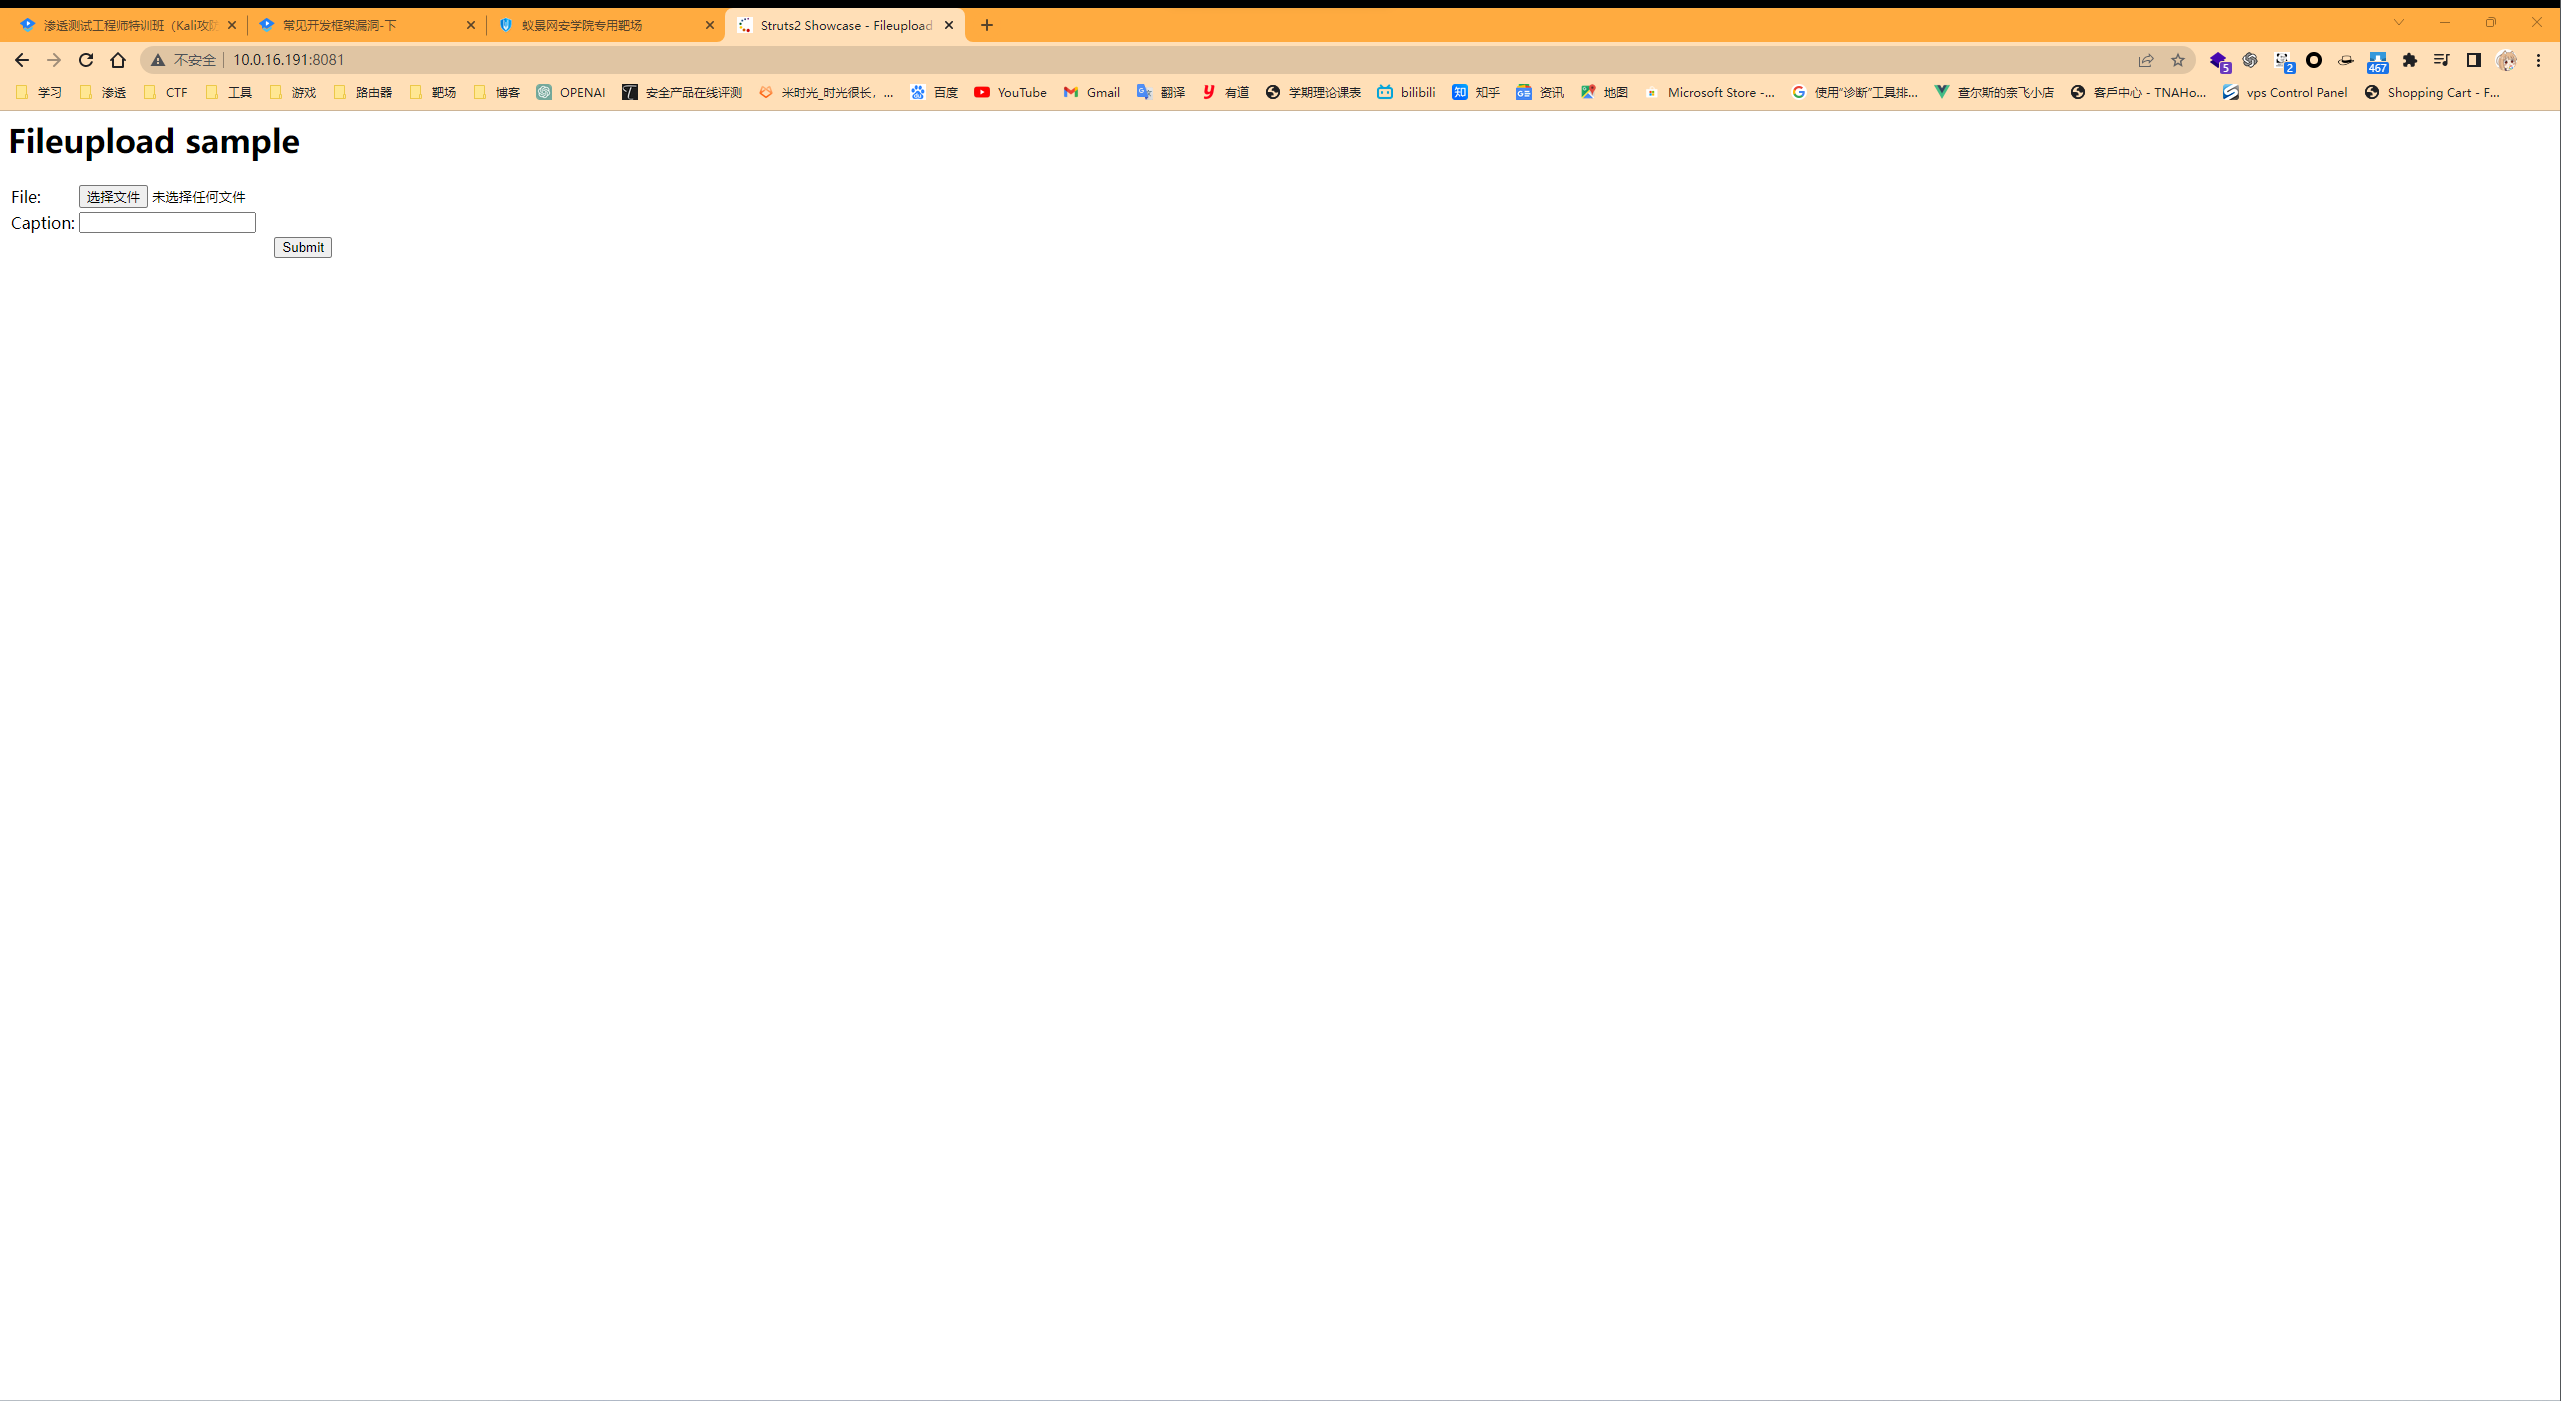 渗透测试工程师特训班（Kali攻防
常见开发框架漏洞-下
蚁景网安学院专用靶场
Struts2 Showcase - Fileupload
不安全 10.0.16.191:8081
5
2
467
学习 渗透 CTF 工具 游戏 路由器 靶场 博客 OPENAI 安全产品在线评测 米时光_时光很长，... 百度 YouTube Gmail 翻译 有道 学期理论课表 bilibili 知乎 资讯 地图 Microsoft Store -... 使用“诊断”工具排... 查尔斯的奈飞小店 客戶中心 - TNAHo... vps Control Panel Shopping Cart - F...
Fileupload sample
File: 选择文件 未选择任何文件
Caption:
Submit